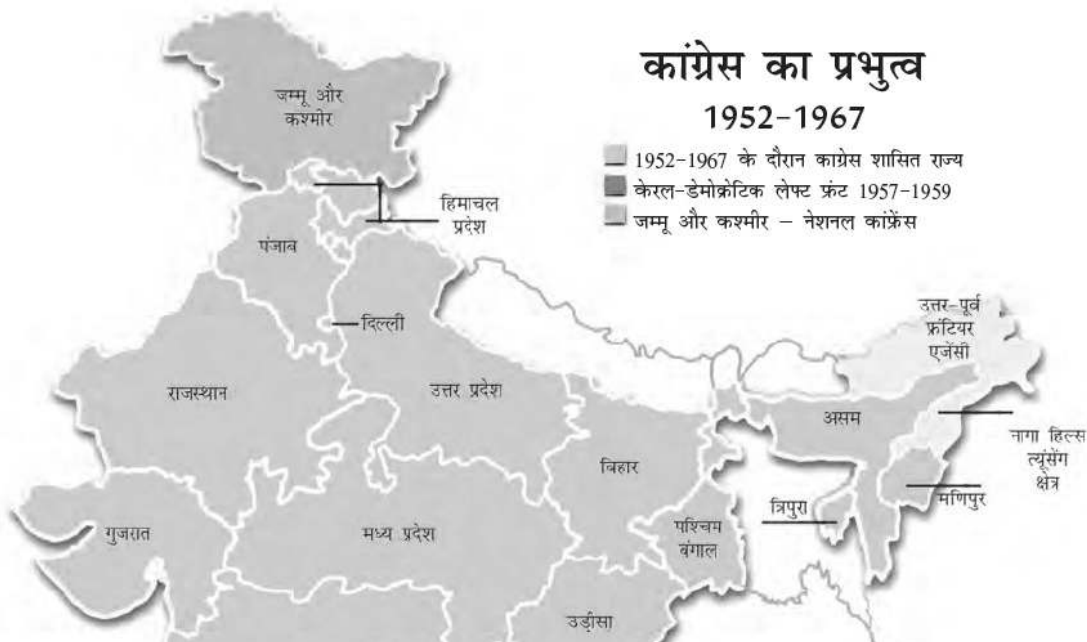 कांग्रेस का प्रभुत्व
1952-1967
1952-1967 के दौरान काग्रेस शासित राज्य
केरल-डेमोक्रेटिक लेफ्ट फ्रंट 1957-1959
जम्मू और कश्मीर – नेशनल कांफ्रेंस
जम्मू और
कश्मीर
हिमाचल
प्रदेश
पंजाब
दिल्ली
उत्तर-पूर्व
फ्रंटियर
एजेंसी
राजस्थान
उत्तर प्रदेश
असम
नागा हिल्स
त्यूंसेंग
क्षेत्र
बिहार
मणिपुर
त्रिपुरा
गुजरात
मध्य प्रदेश
पश्चिम
बंगाल
उड़ीसा